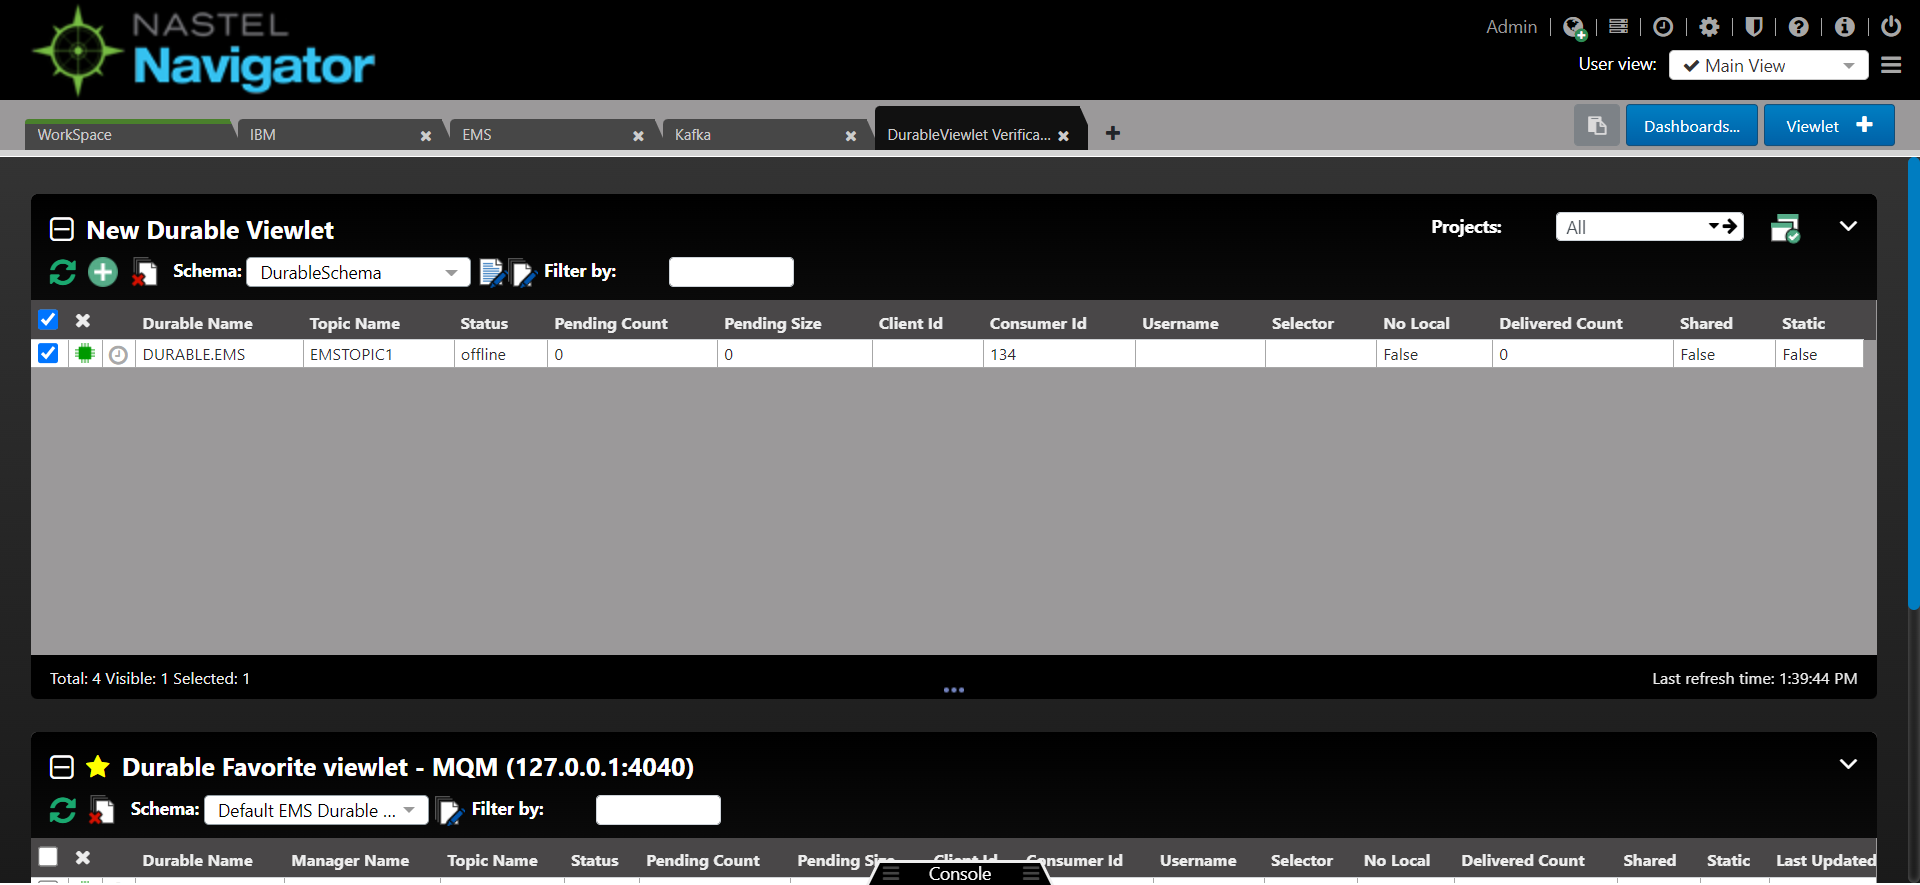 NASTEL
Navigator
Admin
User view: Main View
WorkSpace IBM EMS Kafka DurableViewlet Verifica... Dashboards... Viewlet
New Durable Viewlet Projects: All
Schema: DurableSchema Filter by:
Durable Name Topic Name Status Pending Count Pending Size Client Id Consumer Id Username Selector No Local Delivered Count Shared Static
DURABLE.EMS EMSTOPIC1 offline 0 0 134 False 0 False False
Total: 4 Visible: 1 Selected: 1 Last refresh time: 1:39:44 PM
Durable Favorite viewlet - MQM (127.0.0.1:4040)
Schema: Default EMS Durable ... Filter by:
Durable Name Manager Name Topic Name Status Pending Count Pending Size Client Id Consumer Id Username Selector No Local Delivered Count Shared Static Last Updated
Console